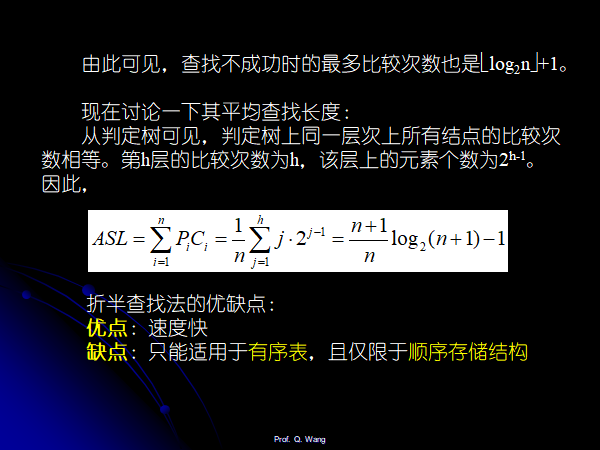 由此可见，查找不成功时的最多比较次数也是⌊log₂n⌋+1。
现在讨论一下其平均查找长度：
从判定树可见，判定树上同一层次上所有结点的比较次
数相等。第h层的比较次数为h，该层上的元素个数为2^{h-1}。
因此，
ASL = \sum_{i=1}^{n} P_i C_i = \frac{1}{n} \sum_{j=1}^{h} j \cdot 2^{j-1} = \frac{n+1}{n} \log_2 (n+1) - 1
折半查找法的优缺点：
优点：速度快
缺点：只能适用于有序表，且仅限于顺序存储结构
Prof. Q. Wang